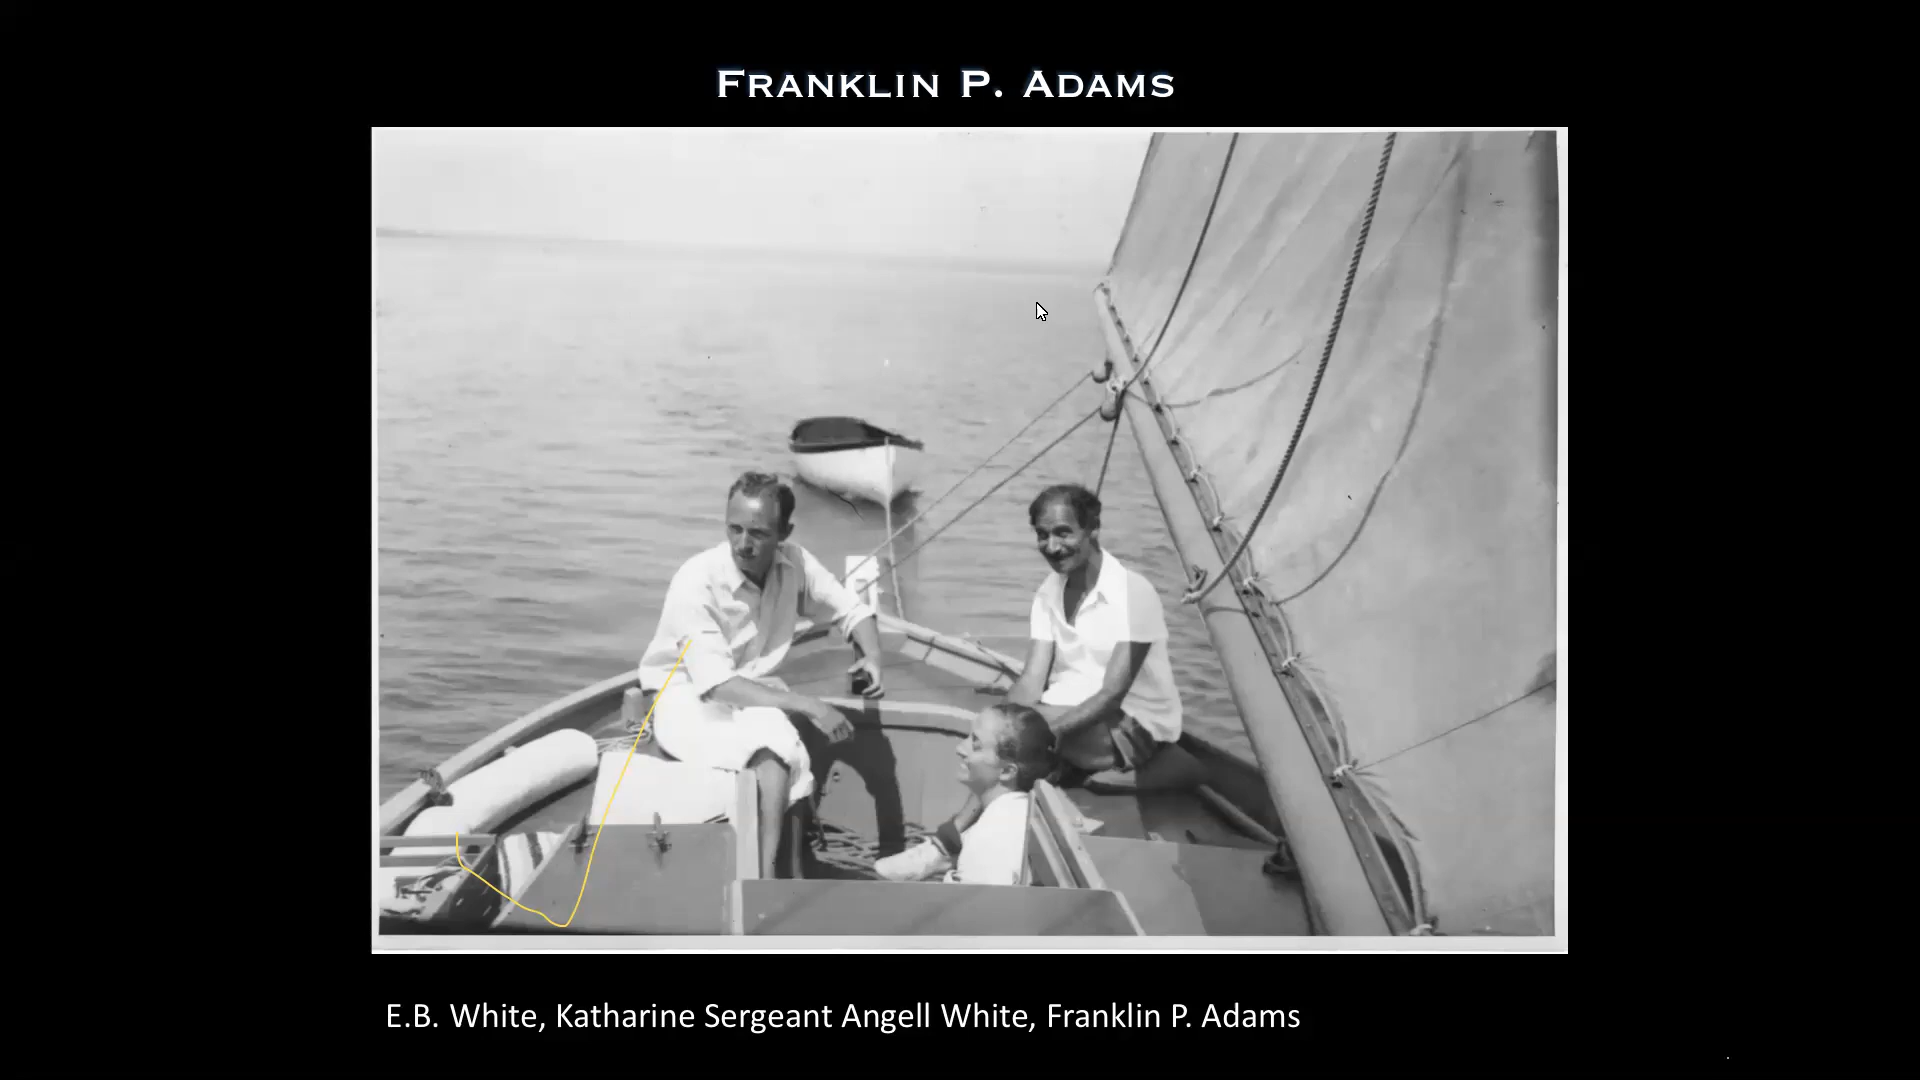 Franklin P. Adams
E.B. White, Katharine Sergeant Angell White, Franklin P. Adams